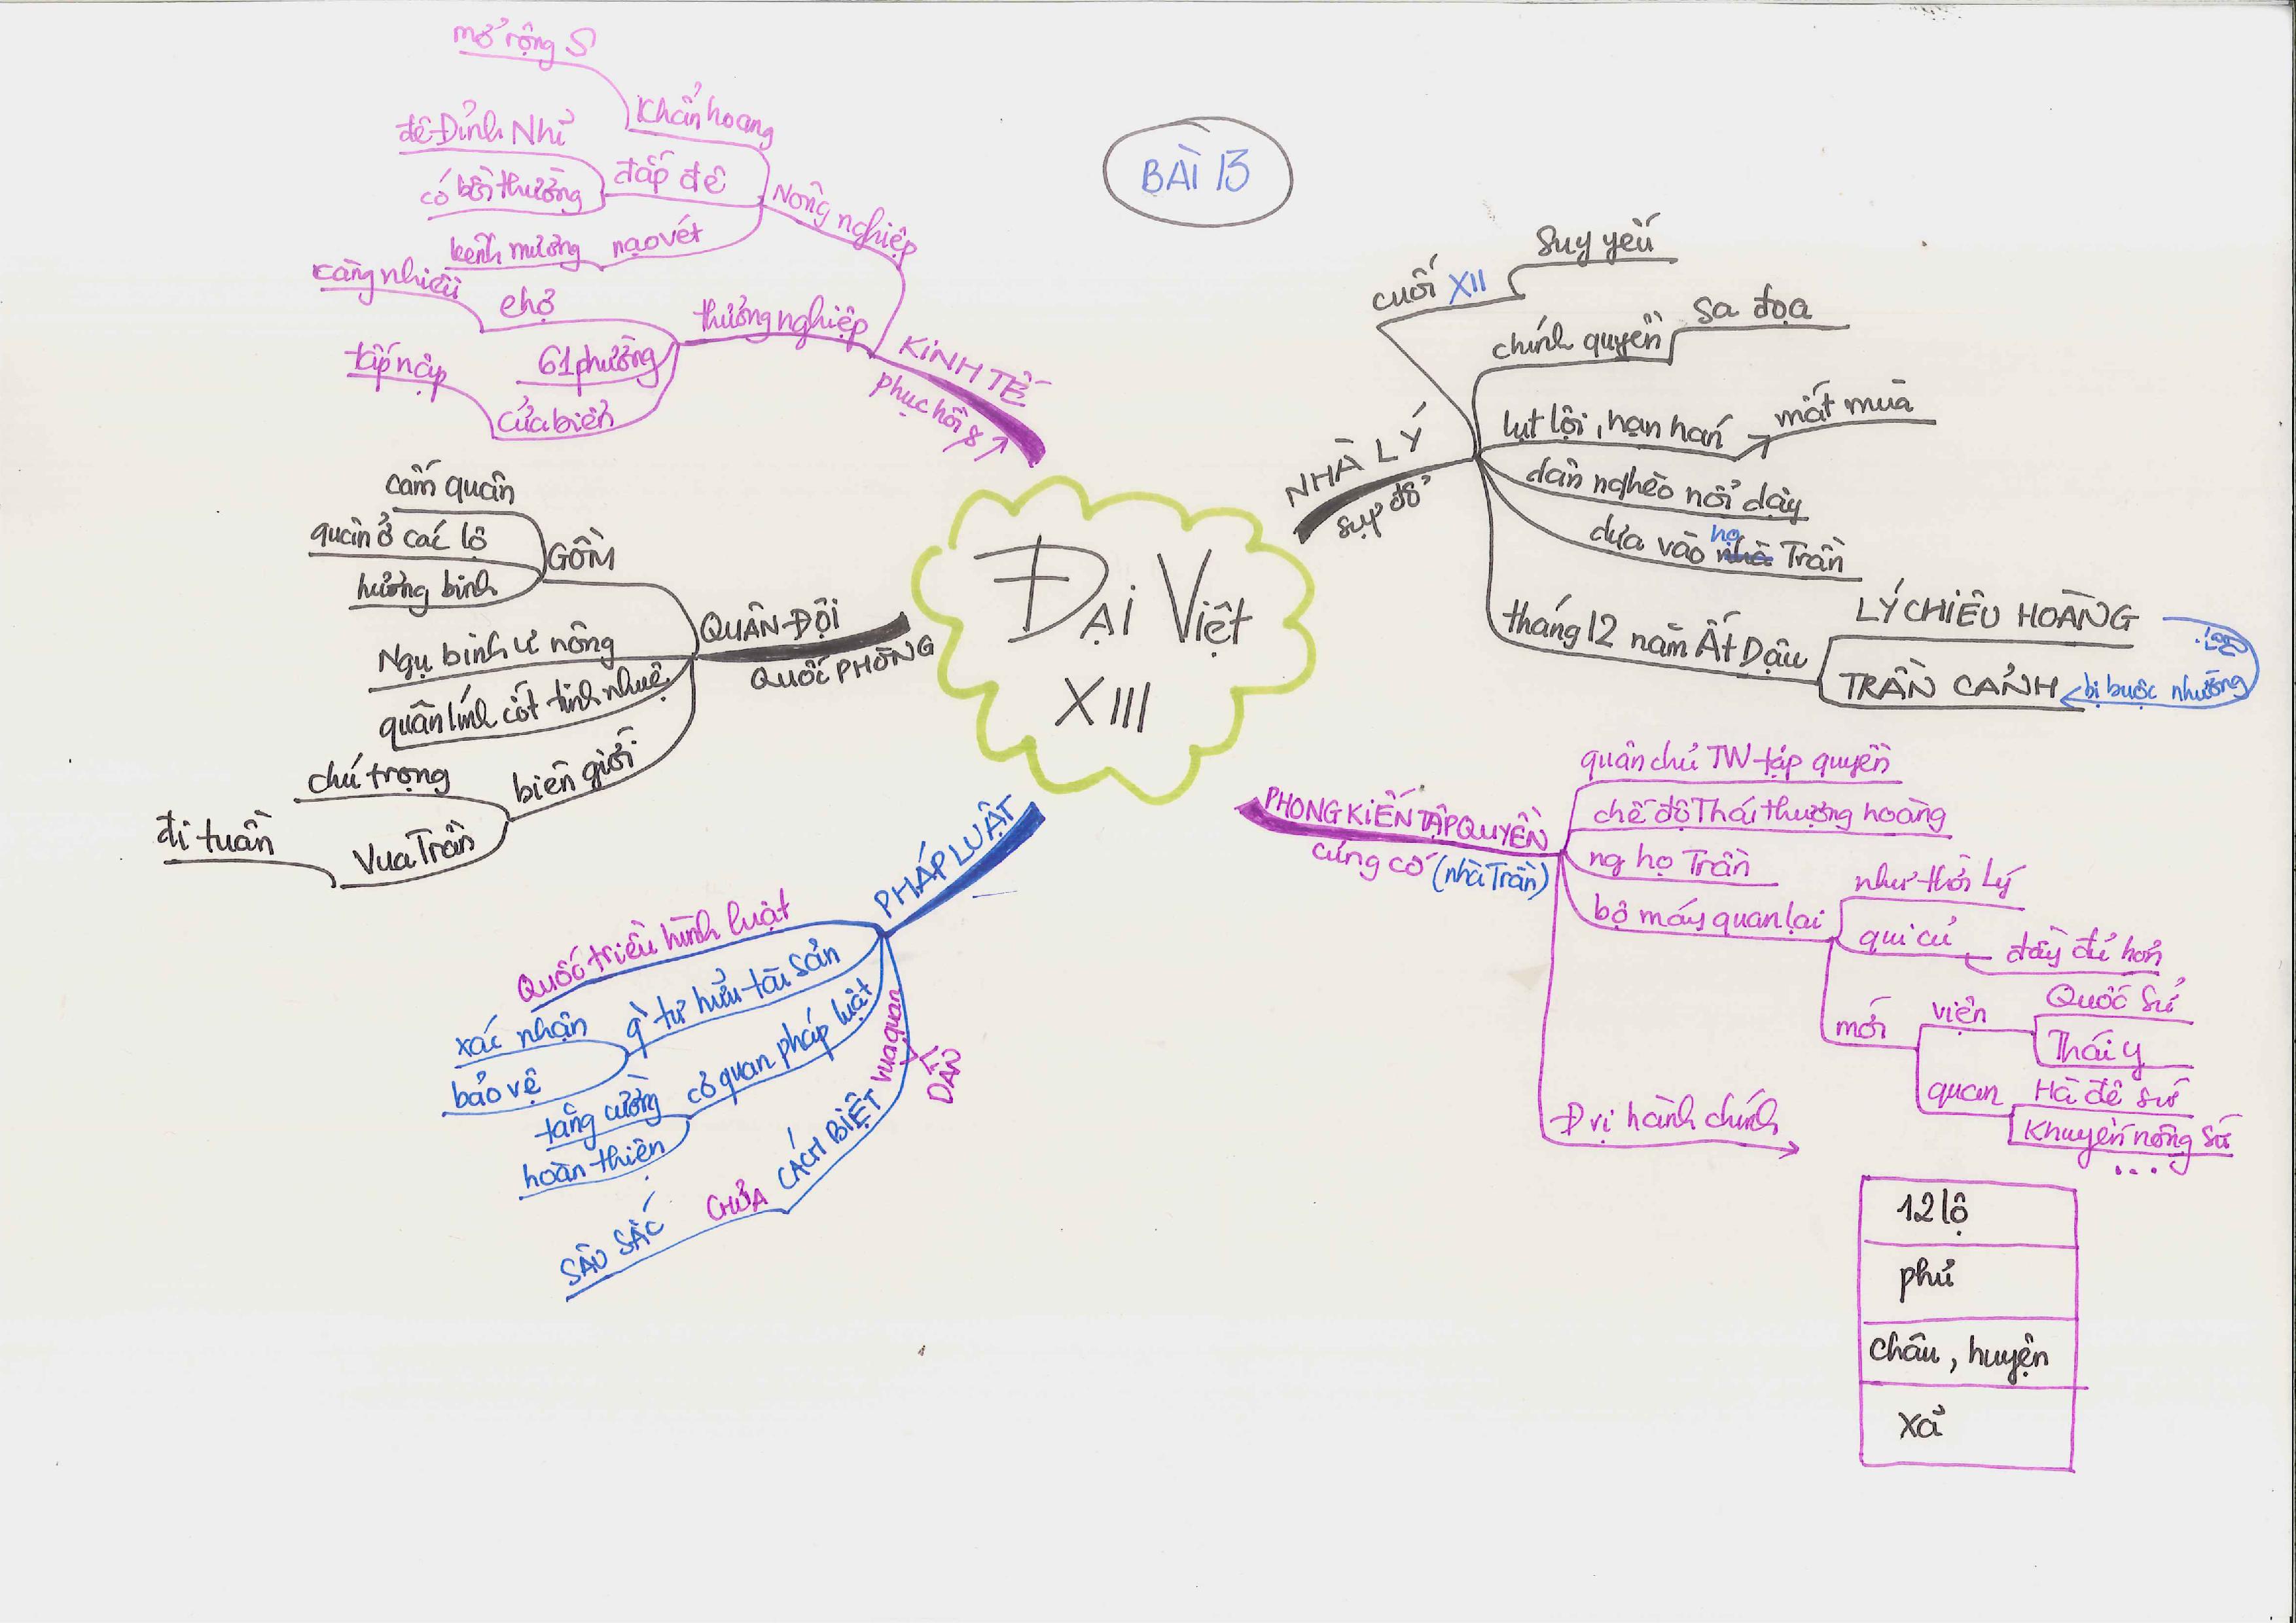 BÀI 13
Đại Việt
XIII
NHÀ LÝ
sụp đổ
cuối XII
suy yếu
chính quyền
sa đọa
lụt lội, hạn hán
mất mùa
dân nghèo nổi dậy
dựa vào họ Trần
tháng 12 năm Ất Dậu
LÝ CHIÊU HOÀNG
TRẦN CẢNH
bị buộc nhường
PHONG KIẾN TẬP QUYỀN
củng cố (nhà Trần)
quân chủ TW tập quyền
chế độ Thái thượng hoàng
ng họ Trần
bộ máy quan lại
như thời Lý
qui củ
đầy đủ hơn
mới
viện
Quốc sử
Thái y
quan
Hà đê sứ
Khuyến nông sứ
...
Đ vị hành chính
12 lộ
phủ
châu, huyện
xã
KINH TẾ
phục hồi &
Nông nghiệp
Khẩn hoang
mở rộng S
đắp đê
đê Đỉnh Nhĩ
có bồi thường
nạo vét
kênh mương
thương nghiệp
chợ
càng nhiều
61 phường
cửa biển
tấp nập
QUÂN ĐỘI
QUỐC PHÒNG
GỒM
cấm quân
quân ở các lộ
hương binh
Ngụ binh ư nông
quân lính cốt tinh nhuệ
biên giới
chú trọng
Vua Trần
đi tuần
PHÁP LUẬT
Quốc triều hình luật
q` tư hữu tài sản
xác nhận
bảo vệ
cơ quan pháp luật
tăng cường
hoàn thiện
vua quan
DÂN
CHƯA CÁCH BIỆT
SÂU SẮC